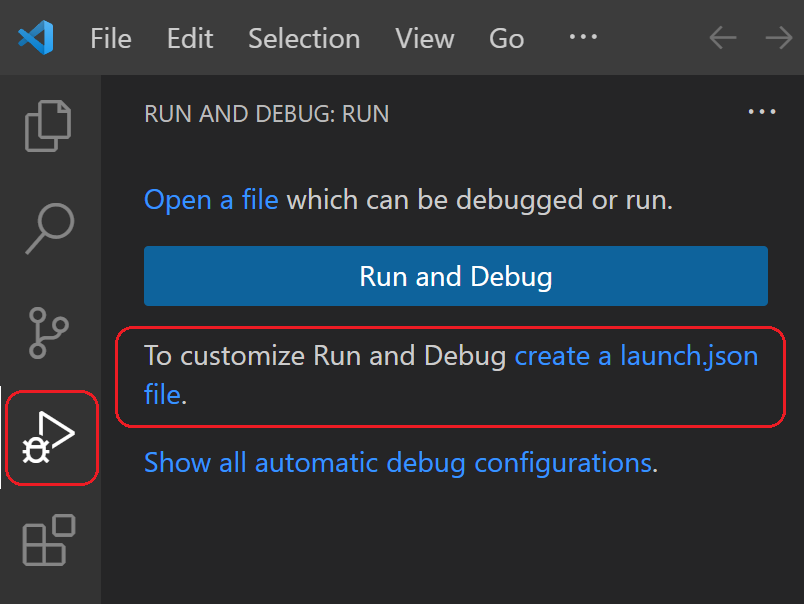 File Edit Selection View Go ···
RUN AND DEBUG: RUN ···
Open a file which can be debugged or run.
Run and Debug
To customize Run and Debug create a launch.json
file.
Show all automatic debug configurations.